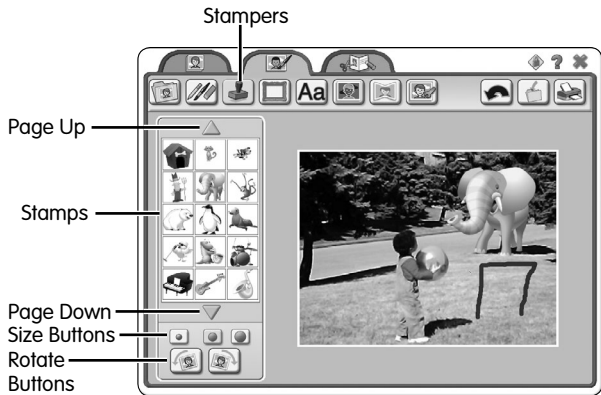 Stampers
?
Aa
Page Up
Stamps
Page Down
Size Buttons
Rotate
Buttons